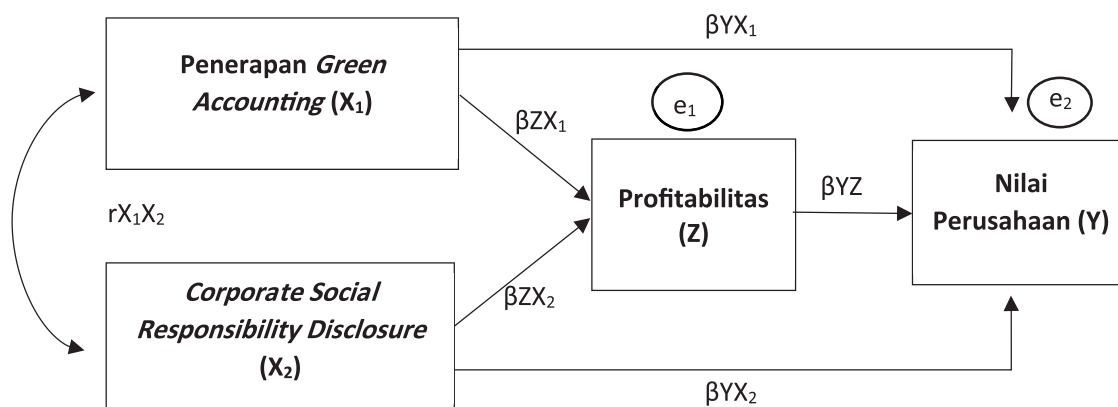 βYX₁
Penerapan Green
Accounting (X₁)
e₁
e₂
βZX₁
Profitabilitas
(Z)
βYZ
Nilai
Perusahaan (Y)
rX₁X₂
Corporate Social
Responsibility Disclosure
(X₂)
βZX₂
βYX₂